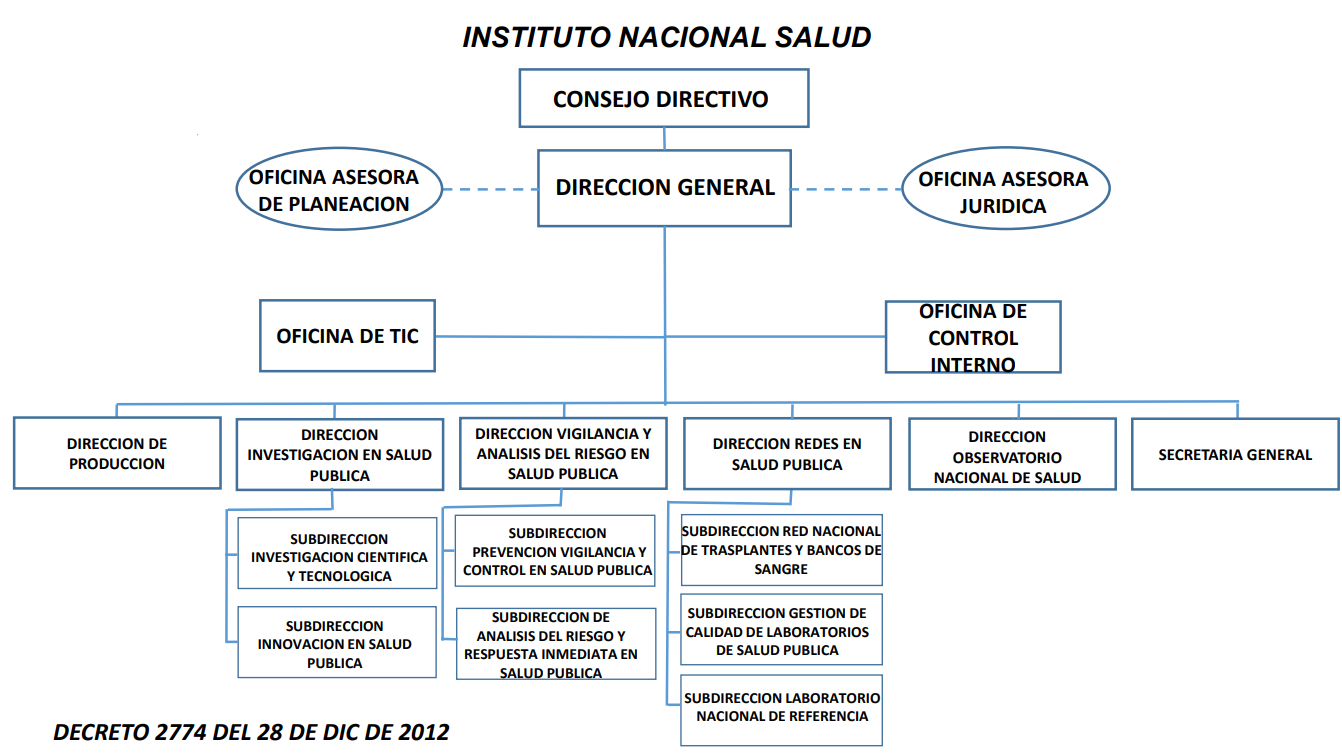 INSTITUTO NACIONAL SALUD
CONSEJO DIRECTIVO
OFICINA ASESORA
DE PLANEACION
DIRECCION GENERAL
OFICINA ASESORA
JURIDICA
OFICINA DE TIC
OFICINA DE
CONTROL
INTERNO
DIRECCION DE
PRODUCCION
DIRECCION
INVESTIGACION EN SALUD
PUBLICA
DIRECCION VIGILANCIA Y
ANALISIS DEL RIESGO EN
SALUD PUBLICA
DIRECCION REDES EN
SALUD PUBLICA
DIRECCION
OBSERVATORIO
NACIONAL DE SALUD
SECRETARIA GENERAL
SUBDIRECCION
INVESTIGACION CIENTIFICA
Y TECNOLOGICA
SUBDIRECCION
INNOVACION EN SALUD
PUBLICA
SUBDIRECCION
PREVENCION VIGILANCIA Y
CONTROL EN SALUD PUBLICA
SUBDIRECCION DE
ANALISIS DEL RIESGO Y
RESPUESTA INMEDIATA EN
SALUD PUBLICA
SUBDIRECCION RED NACIONAL
DE TRASPLANTES Y BANCOS DE
SANGRE
SUBDIRECCION GESTION DE
CALIDAD DE LABORATORIOS
DE SALUD PUBLICA
SUBDIRECCION LABORATORIO
NACIONAL DE REFERENCIA
DECRETO 2774 DEL 28 DE DIC DE 2012